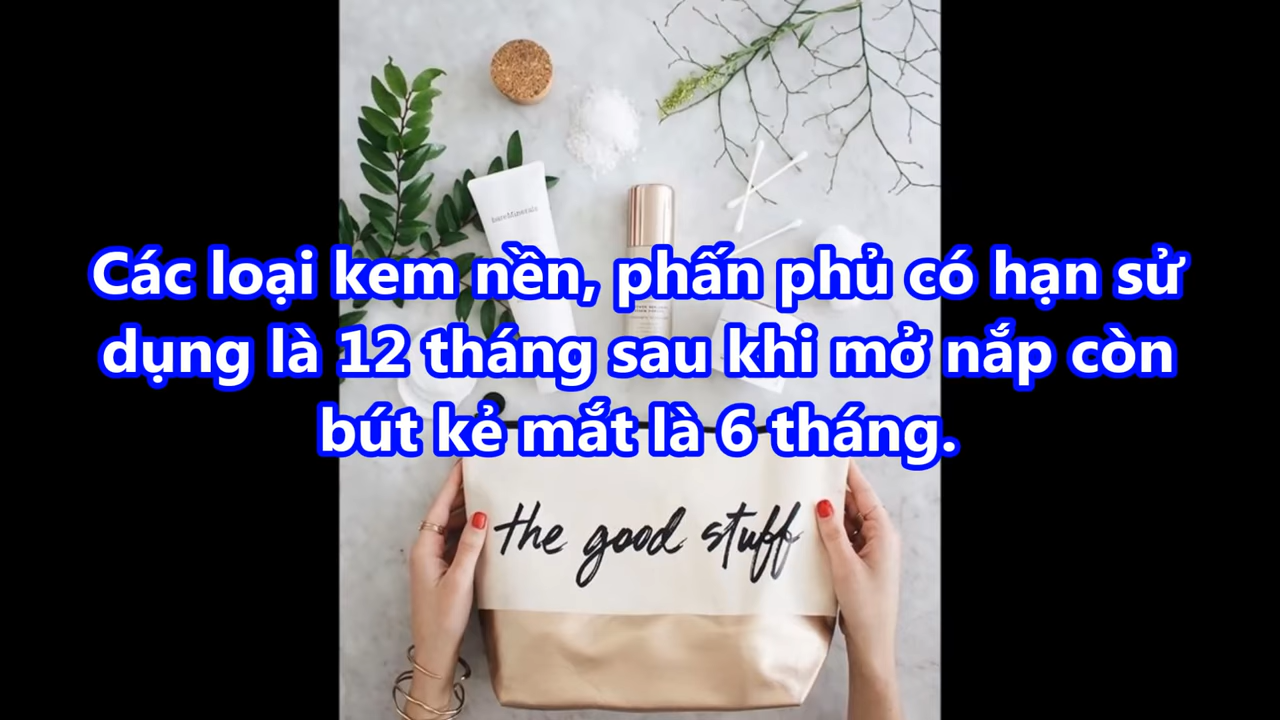 bareMinerals
Các loại kem nền, phấn phủ có hạn sử
dụng là 12 tháng sau khi mở nắp còn
bút kẻ mắt là 6 tháng.
the good stuff